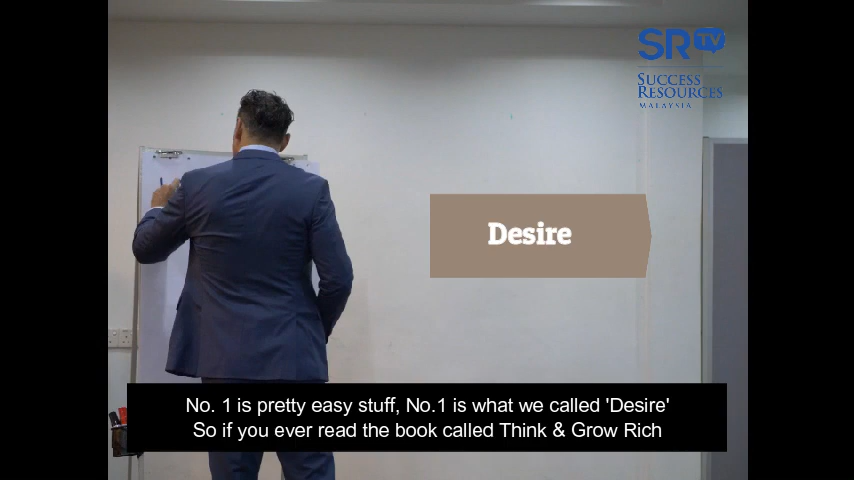 SR TV
SUCCESS
RESOURCES
MALAYSIA
Desire
No. 1 is pretty easy stuff, No.1 is what we called 'Desire'
So if you ever read the book called Think & Grow Rich